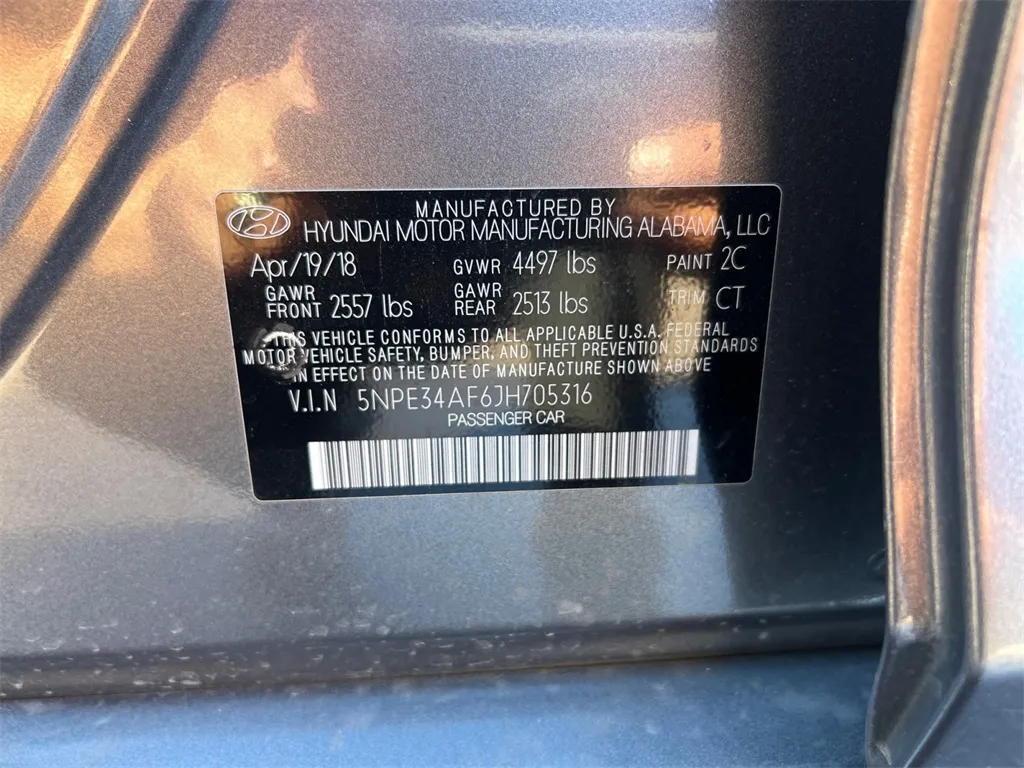 MANUFACTURED BY
HYUNDAI MOTOR MANUFACTURING ALABAMA, LLC
Apr/19/18 GVWR 4497 lbs PAINT 2C
GAWR FRONT 2557 lbs GAWR REAR 2513 lbs TRIM CT
THIS VEHICLE CONFORMS TO ALL APPLICABLE U.S.A. FEDERAL
MOTOR VEHICLE SAFETY, BUMPER, AND THEFT PREVENTION STANDARDS
IN EFFECT ON THE DATE OF MANUFACTURE SHOWN ABOVE
V.I.N 5NPE34AF6JH705316
PASSENGER CAR